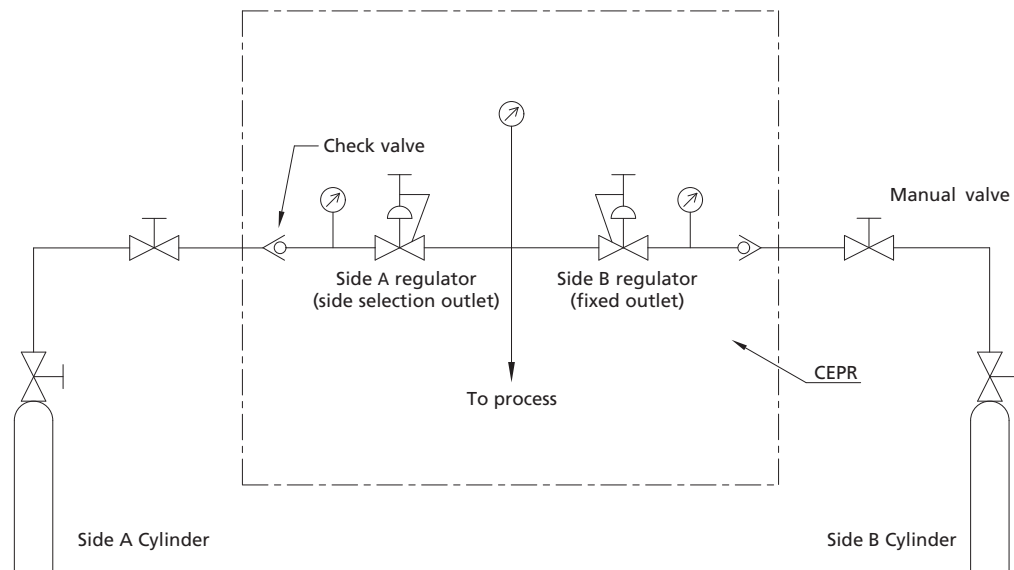 Check valve
Manual valve
Side A regulator
(side selection outlet)
Side B regulator
(fixed outlet)
CEPR
To process
Side A Cylinder
Side B Cylinder